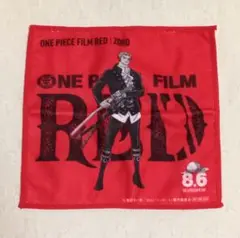 ONE PIECE FILM RED | ZORO
ONE PIECE FILM
RED
8.6